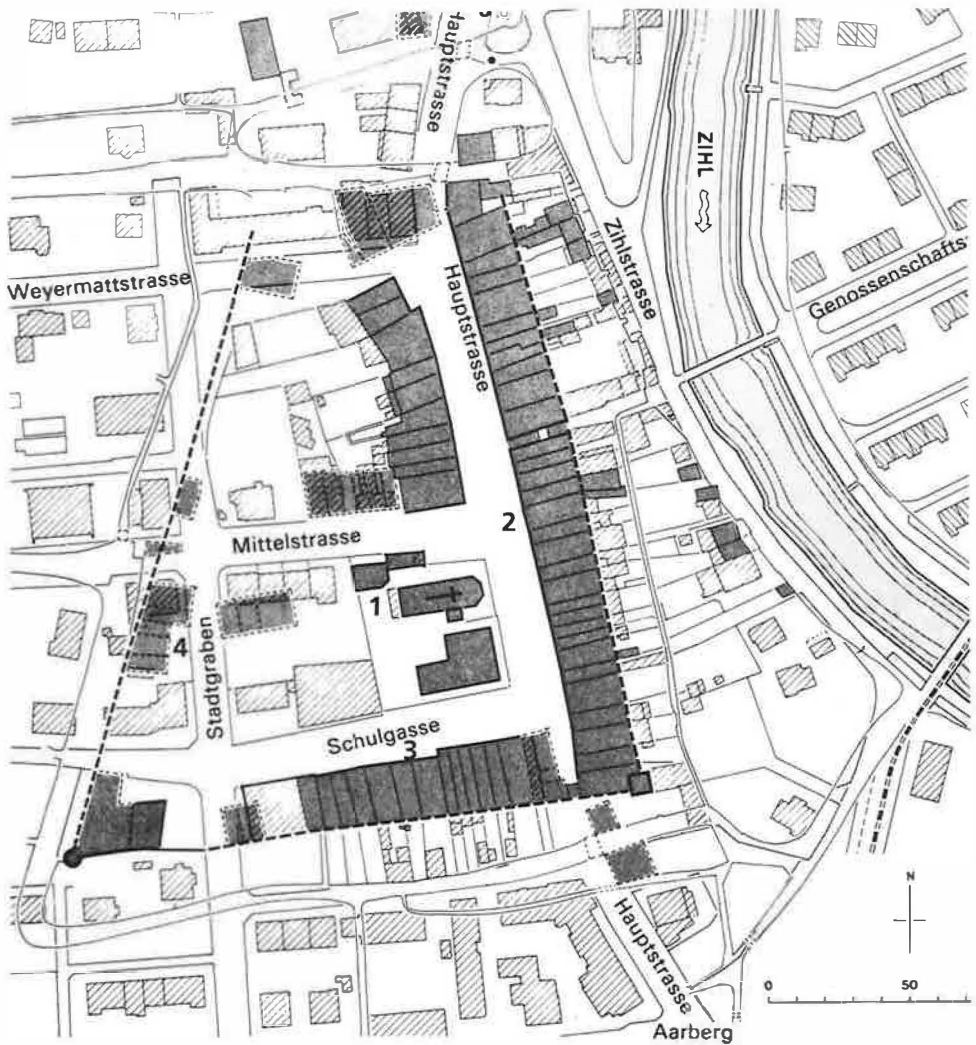 Hauptstrasse
ZIHL
Weyermattstrasse
Hauptstrasse
Zihlstrasse
Genossenschafts
2
Mittelstrasse
1
4
Stadtgraben
Schulgasse
3
N
Hauptstrasse
0 50
Aarberg